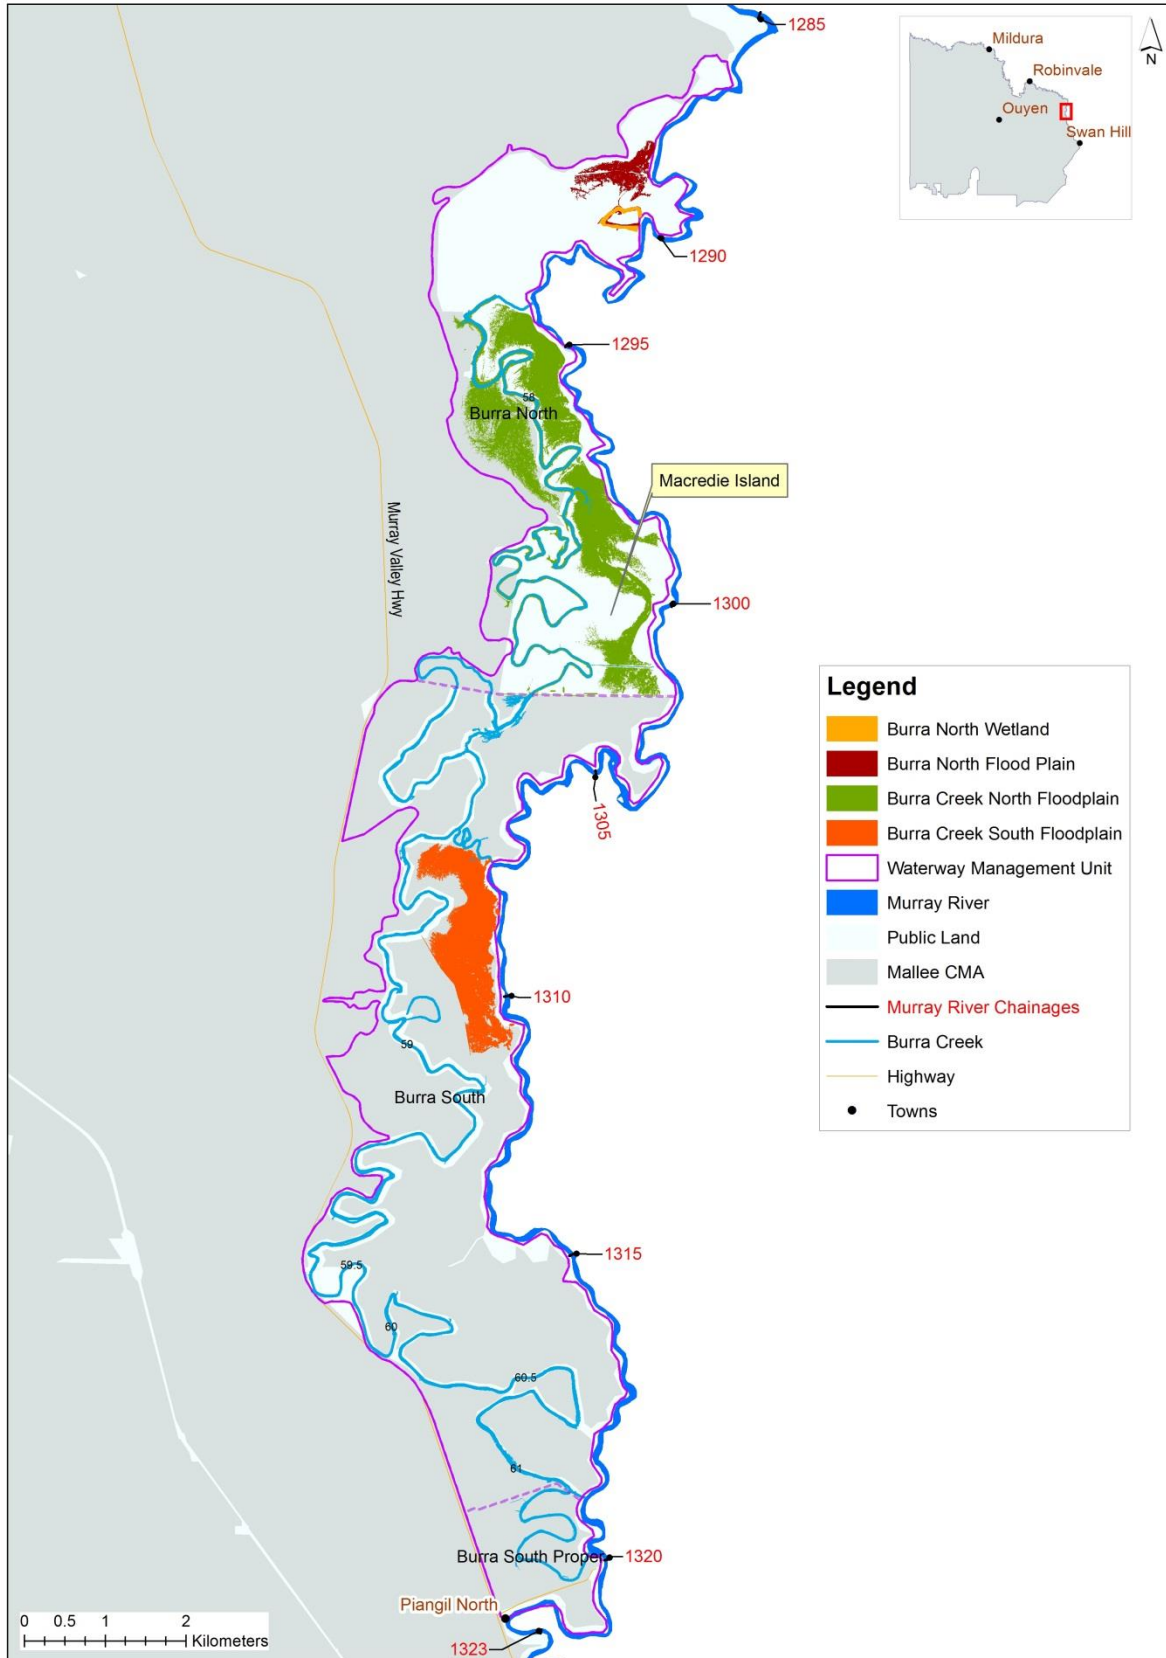 1285
Mildura
Robinvale
Ouyen
Swan Hill
N
1290
1295
58
Burra North
Macredie Island
Murray Valley Hwy
1300
1305
Legend
Burra North Wetland
Burra North Flood Plain
Burra Creek North Floodplain
Burra Creek South Floodplain
Waterway Management Unit
Murray River
Public Land
Mallee CMA
Murray River Chainages
Burra Creek
Highway
Towns
1310
59
Burra South
1315
59.5
60
60.5
61
Burra South Proper
1320
Piangil North
1323
0 0.5 1 2
Kilometers